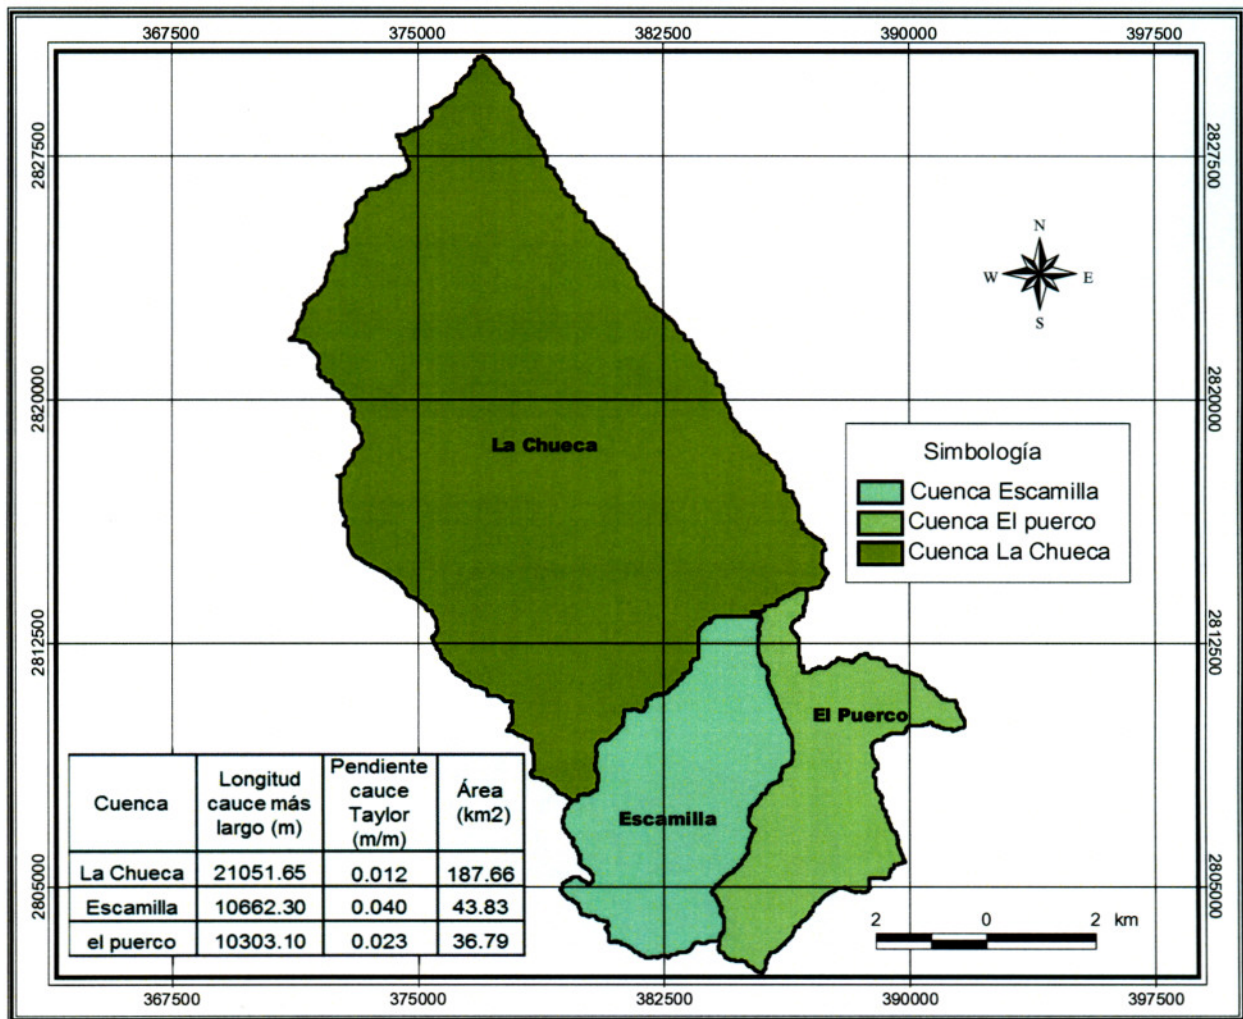 367500 375000 382500 390000 397500
2827500 2827500
N
W E
S
2820000 2820000
La Chueca
Simbología
Cuenca Escamilla
Cuenca El puerco
Cuenca La Chueca
2812500 2812500
El Puerco
Escamilla
Cuenca
Longitud
cauce más
largo (m)
Pendiente
cauce
Taylor
(m/m)
Área
(km2)
La Chueca 21051.65 0.012 187.66
Escamilla 10662.30 0.040 43.83
el puerco 10303.10 0.023 36.79
2805000 2805000
2 0 2 km
367500 375000 382500 390000 397500